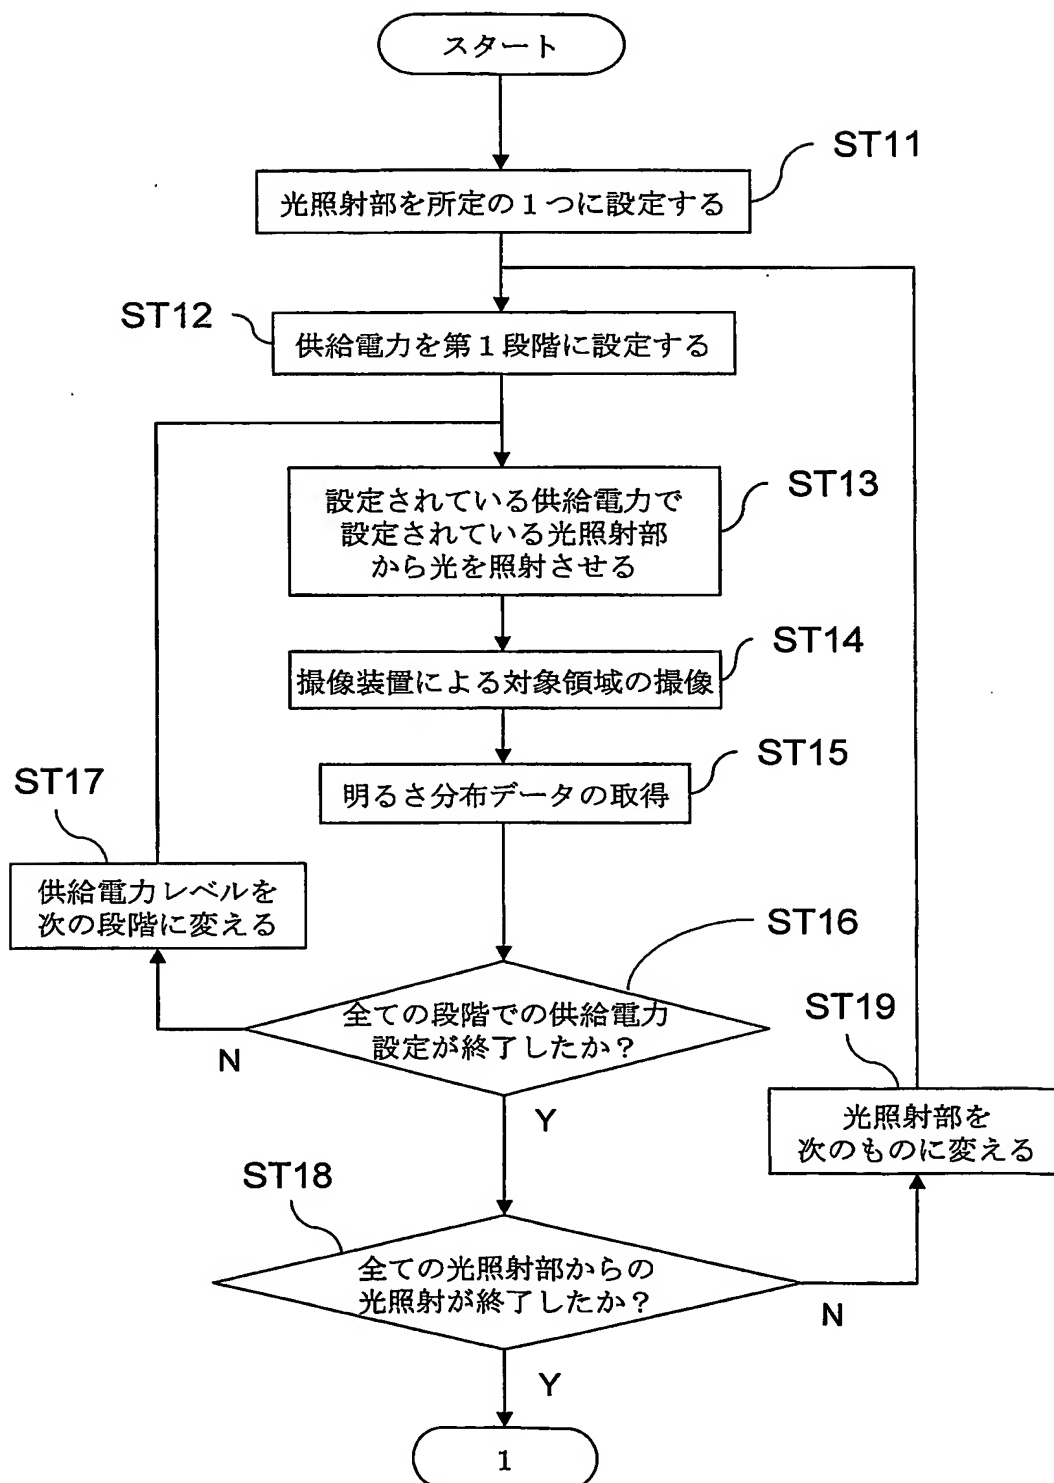 スタート
ST11
光照射部を所定の1つに設定する
ST12
供給電力を第1段階に設定する
ST13
設定されている供給電力で
設定されている光照射部
から光を照射させる
ST14
撮像装置による対象領域の撮像
ST15
明るさ分布データの取得
ST17
供給電力レベルを
次の段階に変える
ST16
全ての段階での供給電力
設定が終了したか?
N
Y
ST19
光照射部を
次のものに変える
ST18
全ての光照射部からの
光照射が終了したか?
N
Y
1